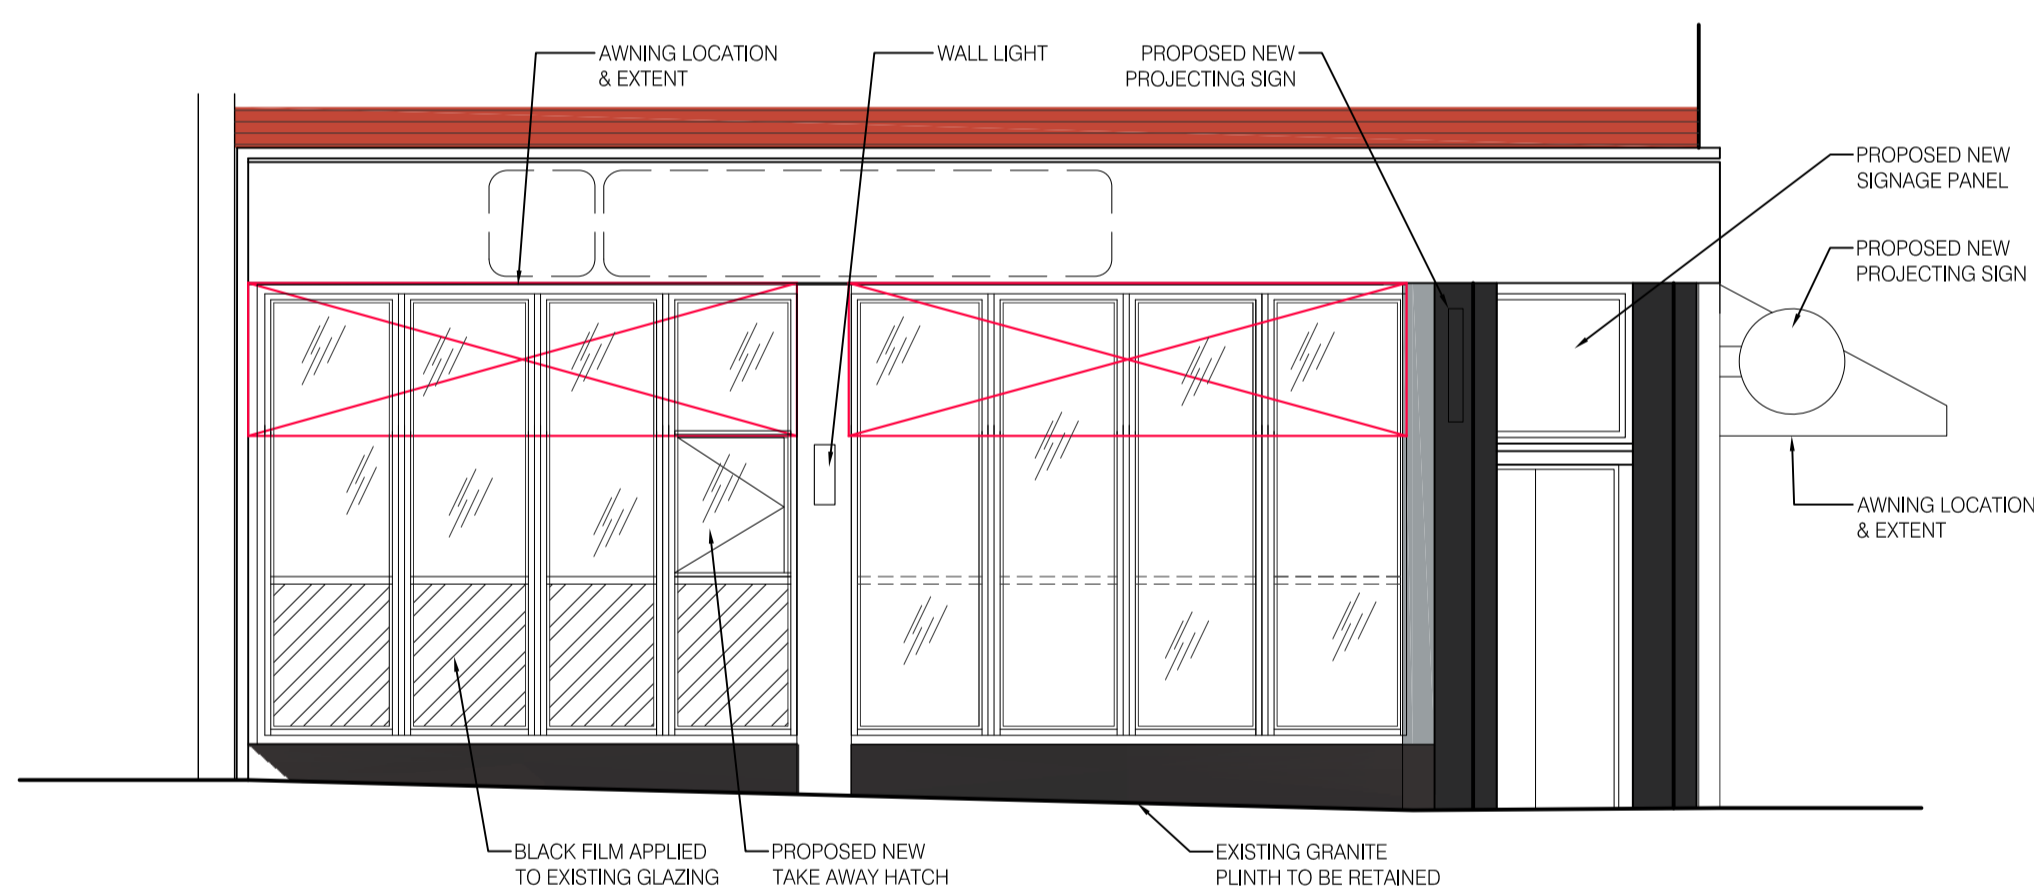 AWNING LOCATION
& EXTENT
WALL LIGHT
PROPOSED NEW
PROJECTING SIGN
PROPOSED NEW
SIGNAGE PANEL
PROPOSED NEW
PROJECTING SIGN
AWNING LOCATION
& EXTENT
BLACK FILM APPLIED
TO EXISTING GLAZING
PROPOSED NEW
TAKE AWAY HATCH
EXISTING GRANITE
PLINTH TO BE RETAINED